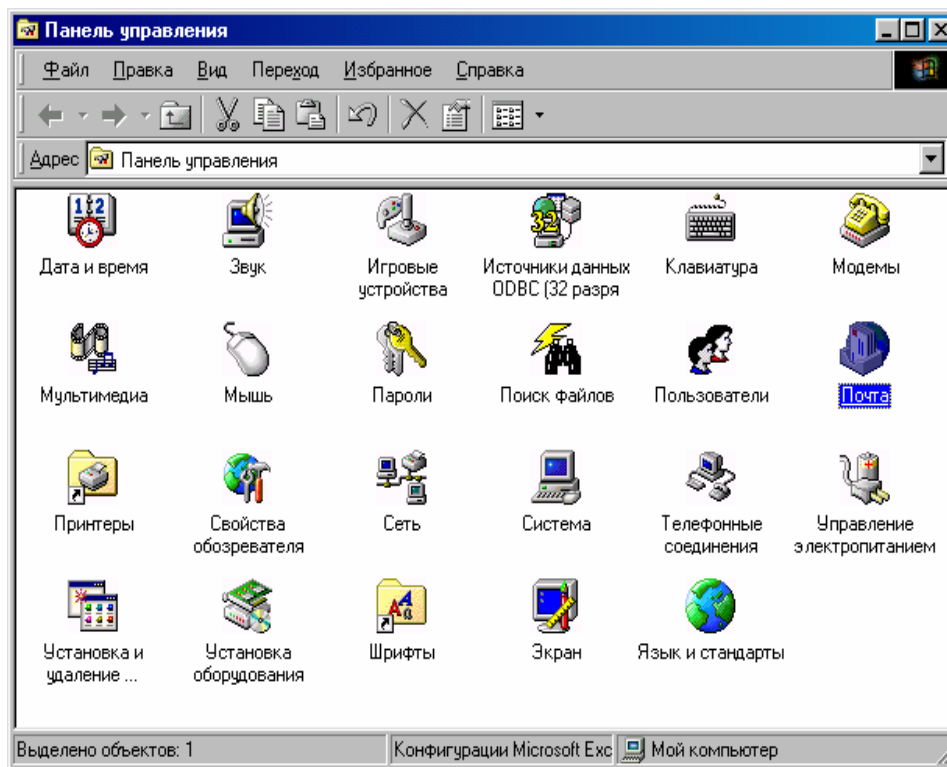 Панель управления
Файл Правка Вид Переход Избранное Справка
Адрес Панель управления
Дата и время
Звук
Игровые
устройства
Источники данных
ODBC (32 разря
Клавиатура
Модемы
Мультимедиа
Мышь
Пароли
Поиск файлов
Пользователи
Почта
Принтеры
Свойства
обозревателя
Сеть
Система
Телефонные
соединения
Управление
электропитанием
Установка и
удаление ...
Установка
оборудования
Шрифты
Экран
Язык и стандарты
Выделено объектов: 1 Конфигурации Microsoft Exc Мой компьютер